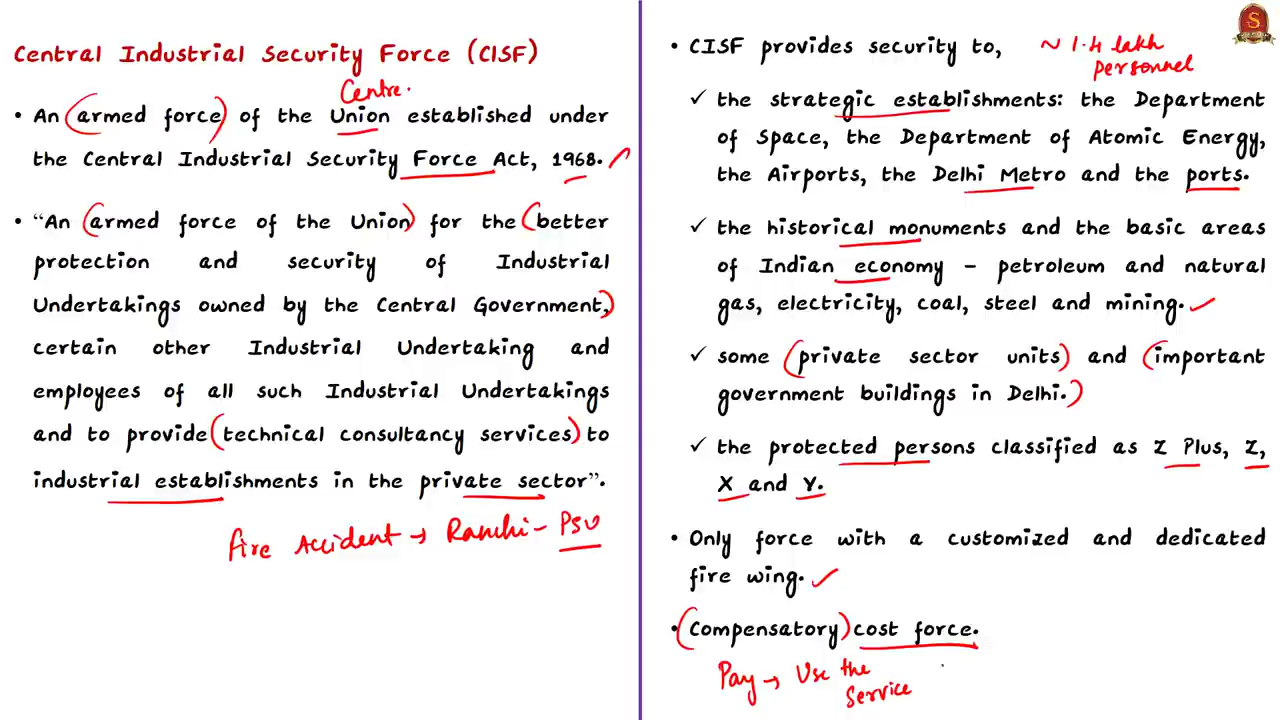 Central Industrial Security Force (CISF)
Centre.
• An (armed force) of the Union established under
the Central Industrial Security Force Act, 1968.
• “An (armed force of the Union) for the (better
protection and security of Industrial
Undertakings owned by the Central Government,)
certain other Industrial Undertaking and
employees of all such Industrial Undertakings
and to provide (technical consultancy services) to
industrial establishments in the private sector”.
Fire Accident → Ranchi - PSU
• CISF provides security to,
~ 1.4 lakh
personnel
✓ the strategic establishments: the Department
of Space, the Department of Atomic Energy,
the Airports, the Delhi Metro and the ports.
✓ the historical monuments and the basic areas
of Indian economy – petroleum and natural
gas, electricity, coal, steel and mining.
✓ some (private sector units) and (important
government buildings in Delhi.)
✓ the protected persons classified as Z Plus, Z,
X and Y.
• Only force with a customized and dedicated
fire wing.
• (Compensatory) cost force.
Pay → Use the
Service
S